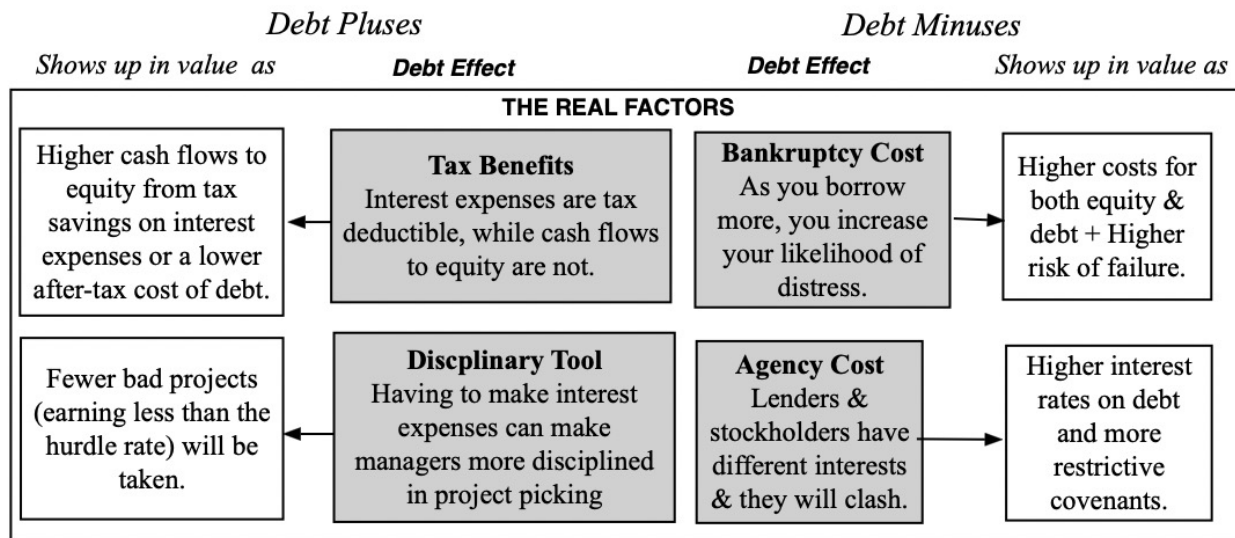 Debt Pluses
Debt Minuses
Shows up in value as
Debt Effect
Debt Effect
Shows up in value as
THE REAL FACTORS
Higher cash flows to
equity from tax
savings on interest
expenses or a lower
after-tax cost of debt.
Tax Benefits
Interest expenses are tax
deductible, while cash flows
to equity are not.
Bankruptcy Cost
As you borrow
more, you increase
your likelihood of
distress.
Higher costs for
both equity &
debt + Higher
risk of failure.
Fewer bad projects
(earning less than the
hurdle rate) will be
taken.
Discplinary Tool
Having to make interest
expenses can make
managers more disciplined
in project picking
Agency Cost
Lenders &
stockholders have
different interests
& they will clash.
Higher interest
rates on debt
and more
restrictive
covenants.